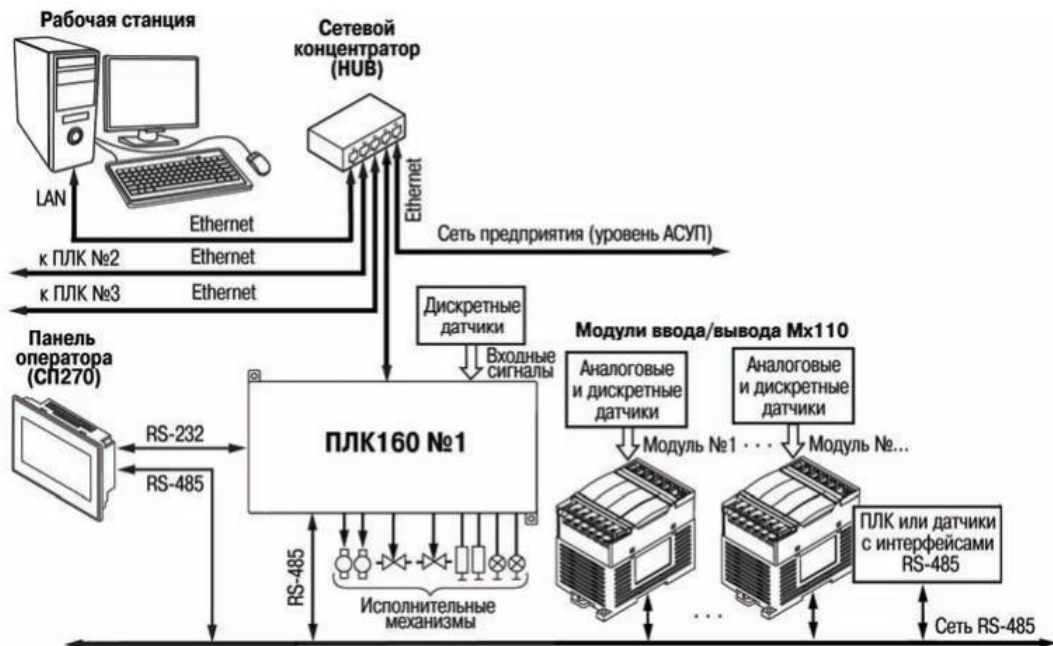 Рабочая станция
Сетевой
концентратор
(HUB)
LAN
Ethernet
Ethernet
Сеть предприятия (уровень АСУП)
к ПЛК №2
Ethernet
к ПЛК №3
Ethernet
Дискретные
датчики
Входные
сигналы
Модули ввода/вывода Мх110
Аналоговые
и дискретные
датчики
Аналоговые
и дискретные
датчики
Модуль №1 · · · Модуль №...
Панель
оператора
(СП270)
RS-232
RS-485
ПЛК160 №1
RS-485
Исполнительные
механизмы
ПЛК или датчики
с интерфейсами
RS-485
. . .
Сеть RS-485